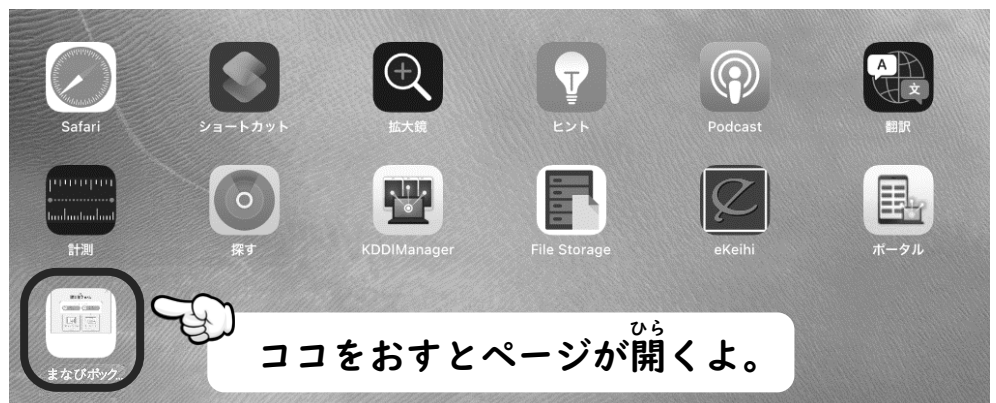 Safari
ショートカット
拡大鏡
ヒント
Podcast
翻訳
計測
探す
KDDIManager
File Storage
eKeihi
ポータル
まなびポック...
ひら
ココをおすとページが開くよ。